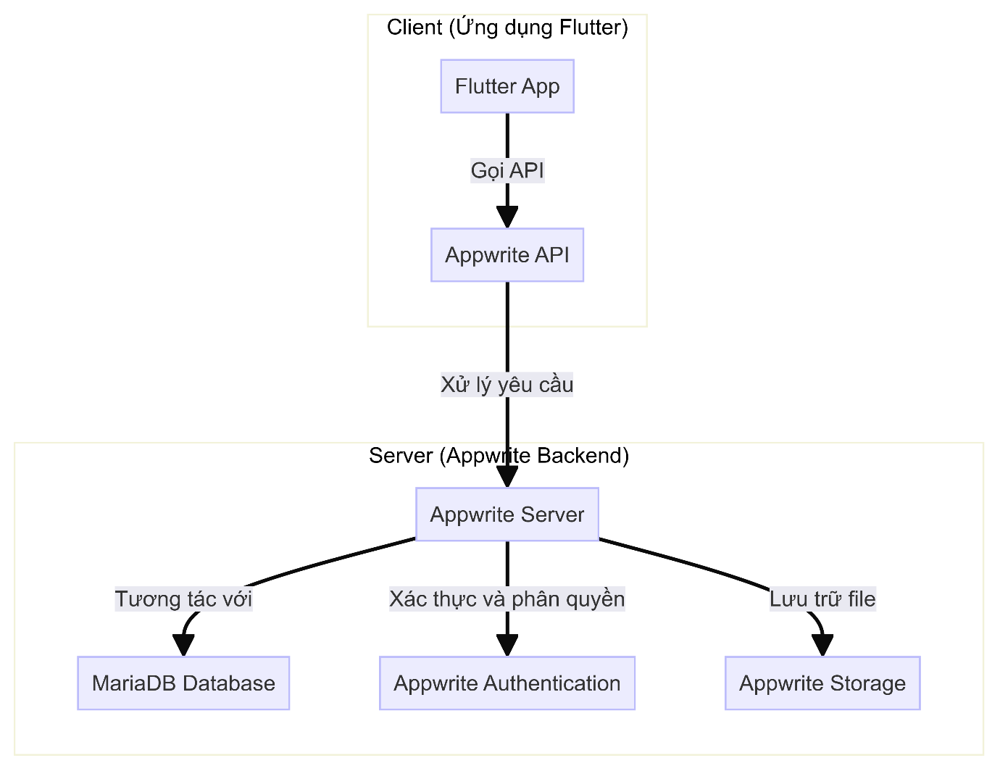 Client (Ứng dụng Flutter)
Flutter App
Gọi API
Appwrite API
Xử lý yêu cầu
Server (Appwrite Backend)
Appwrite Server
Tương tác với
Xác thực và phân quyền
Lưu trữ file
MariaDB Database
Appwrite Authentication
Appwrite Storage